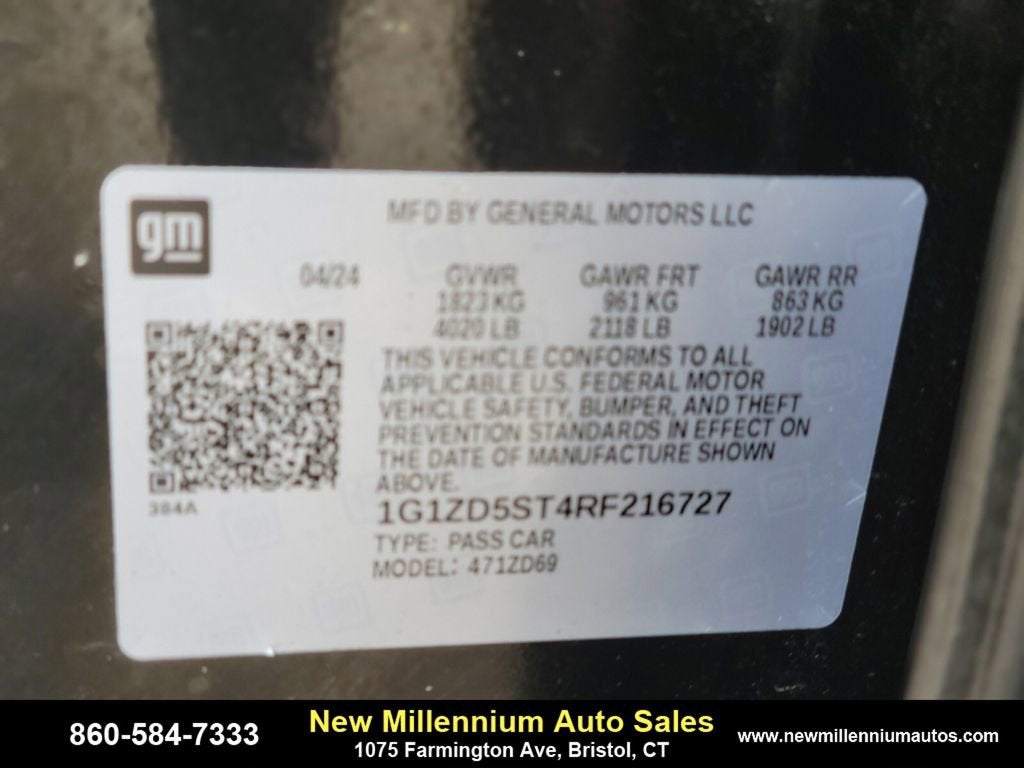 gm
MFD BY GENERAL MOTORS LLC
04/24 GVWR GAWR FRT GAWR RR
1823 KG 961 KG 863 KG
4020 LB 2118 LB 1902 LB
THIS VEHICLE CONFORMS TO ALL
APPLICABLE U.S. FEDERAL MOTOR
VEHICLE SAFETY, BUMPER, AND THEFT
PREVENTION STANDARDS IN EFFECT ON
THE DATE OF MANUFACTURE SHOWN
ABOVE.
384A
1G1ZD5ST4RF216727
TYPE: PASS CAR
MODEL: 471ZD69
860-584-7333
New Millennium Auto Sales
1075 Farmington Ave, Bristol, CT
www.newmillenniumautos.com